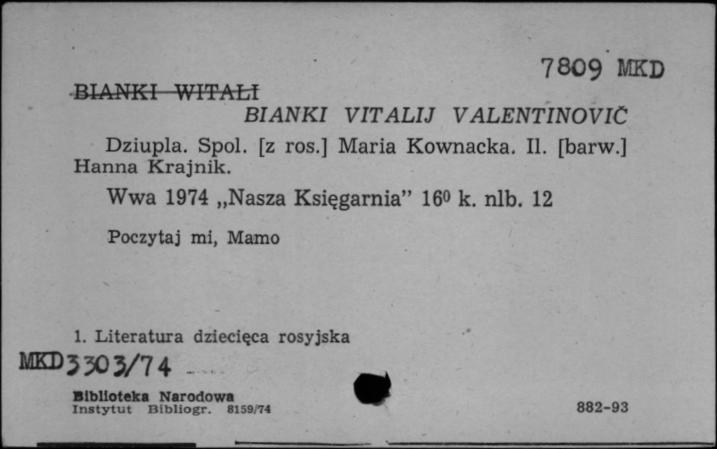 7809 MKD
BIANKI WITALI
BIANKI VITALIJ VALENTINOVIČ
Dziupla. Spol. [z ros.] Maria Kownacka. Il. [barw.]
Hanna Krajnik.
Wwa 1974 „Nasza Księgarnia” 16⁰ k. nlb. 12
Poczytaj mi, Mamo
1. Literatura dziecięca rosyjska
MKD 3303/74
Biblioteka Narodowa
Instytut Bibliogr. 8159/74
882-93